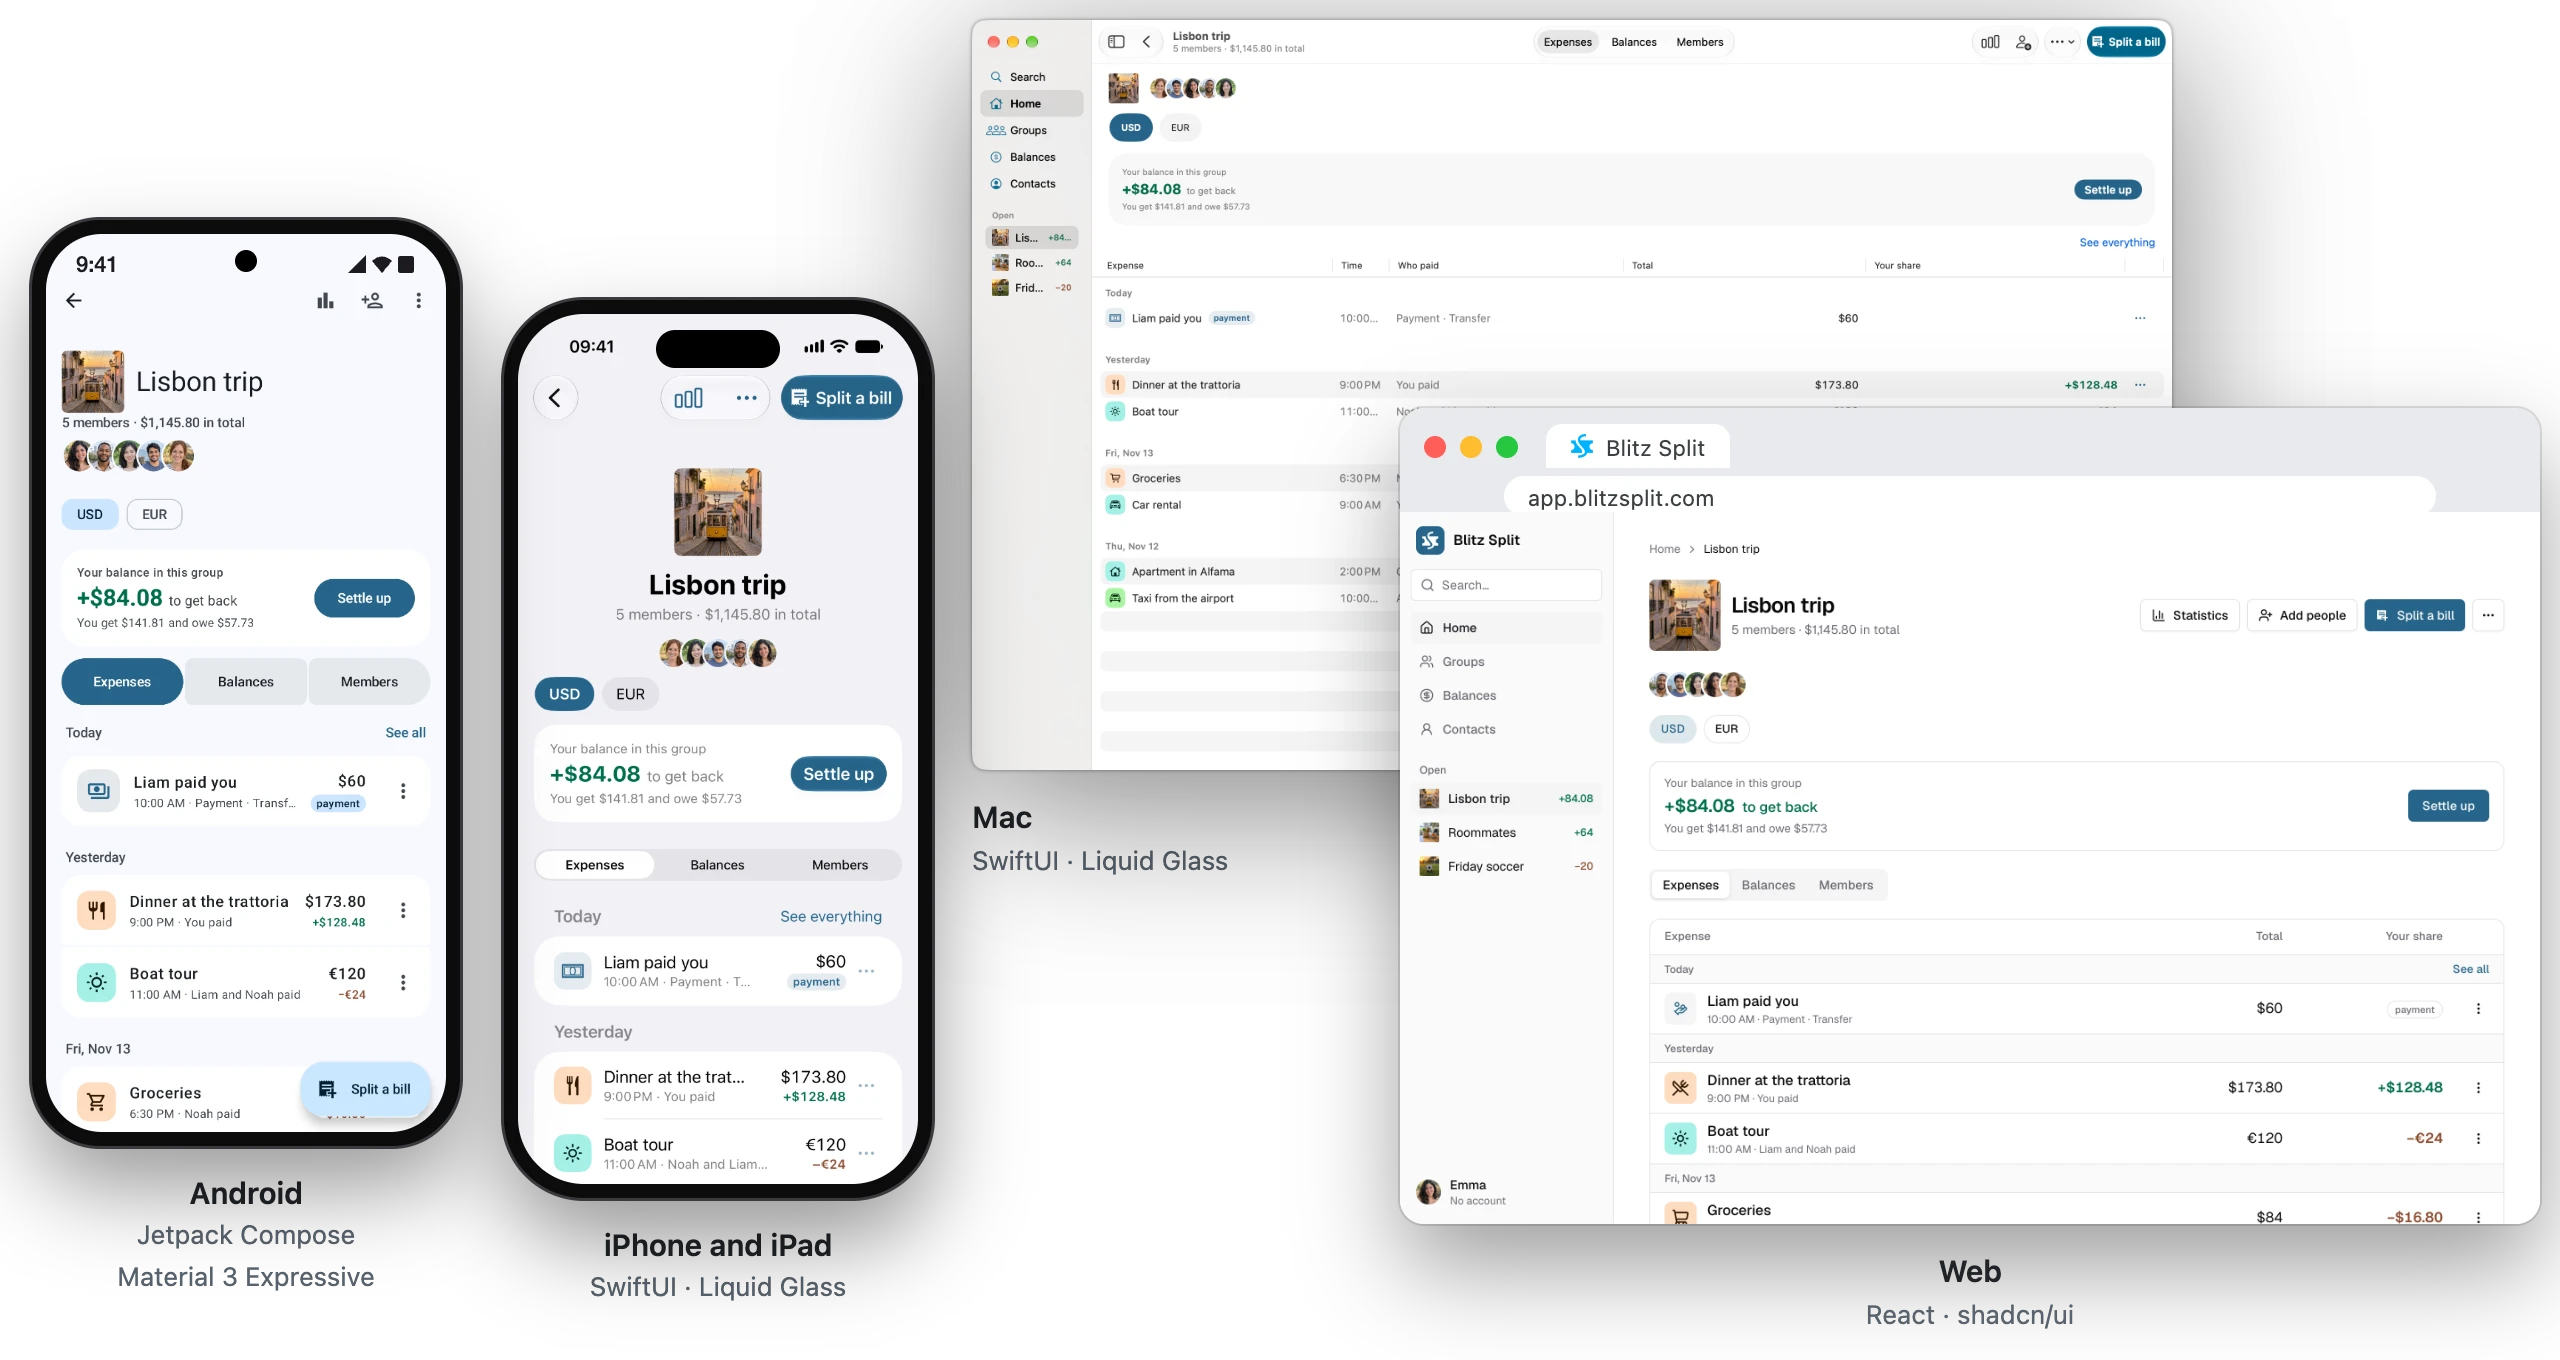 9:41
Lisbon trip
5 members · $1,145.80 in total
USD
EUR
Your balance in this group
+$84.08 to get back
You get $141.81 and owe $57.73
Settle up
Expenses
Balances
Members
Today
See all
Liam paid you
$60
10:00 AM · Payment · Transf...
payment
Yesterday
Dinner at the trattoria
$173.80
9:00 PM · You paid
+$128.48
Boat tour
€120
11:00 AM · Liam and Noah paid
−€24
Fri, Nov 13
Groceries
6:30 PM · Noah paid
Split a bill
Android
Jetpack Compose
Material 3 Expressive
09:41
Split a bill
Lisbon trip
5 members · $1,145.80 in total
USD
EUR
Your balance in this group
+$84.08 to get back
You get $141.81 and owe $57.73
Settle up
Expenses
Balances
Members
Today
See everything
Liam paid you
$60
10:00 AM · Payment · T...
payment
Yesterday
Dinner at the trat...
$173.80
9:00 PM · You paid
+$128.48
Boat tour
€120
11:00 AM · Noah and Liam...
−€24
iPhone and iPad
SwiftUI · Liquid Glass
Search
Home
Groups
Balances
Contacts
Open
Lis... +84...
Roo... +64
Frid... −20
Lisbon trip
5 members · $1,145.80 in total
Expenses
Balances
Members
Split a bill
USD
EUR
Your balance in this group
+$84.08 to get back
You get $141.81 and owe $57.73
Settle up
See everything
Expense Time Who paid Total Your share
Today
Liam paid you payment 10:00... Payment · Transfer $60
Yesterday
Dinner at the trattoria 9:00 PM You paid $173.80 +$128.48
Boat tour 11:00...
Fri, Nov 13
Groceries 6:30 PM
Car rental 9:00 AM
Thu, Nov 12
Apartment in Alfama 2:00 PM
Taxi from the airport 10:00...
Mac
SwiftUI · Liquid Glass
Blitz Split
app.blitzsplit.com
Blitz Split
Search...
Home
Groups
Balances
Contacts
Open
Lisbon trip +84.08
Roommates +64
Friday soccer −20
Emma
No account
Home > Lisbon trip
Lisbon trip
5 members · $1,145.80 in total
Statistics
Add people
Split a bill
USD
EUR
Your balance in this group
+$84.08 to get back
You get $141.81 and owe $57.73
Settle up
Expenses
Balances
Members
Expense Total Your share
Today See all
Liam paid you
10:00 AM · Payment · Transfer
$60
payment
Yesterday
Dinner at the trattoria
9:00 PM · You paid
$173.80
+$128.48
Boat tour
11:00 AM · Liam and Noah paid
€120
−€24
Fri, Nov 13
Groceries
$84
−$16.80
Web
React · shadcn/ui